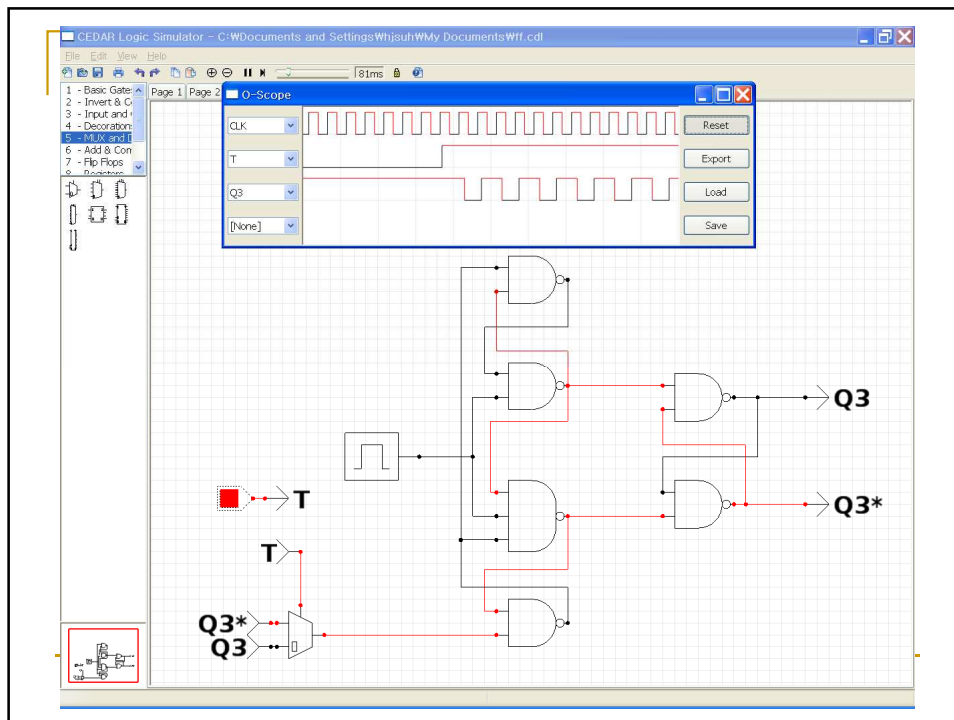 CEDAR Logic Simulator - C:₩Documents and Settings₩hjsuh₩My Documents₩ff.cdl
File Edit View Help
81ms
1 - Basic Gate
2 - Invert & C
3 - Input and
4 - Decoration
5 - MUX and
6 - Add & Con
7 - Flip Flops
8 - Registers
Page 1 Page 2
O-Scope
CLK
Reset
T
Export
Q3
Load
[None]
Save
Q3
T
Q3*
T
Q3*
Q3